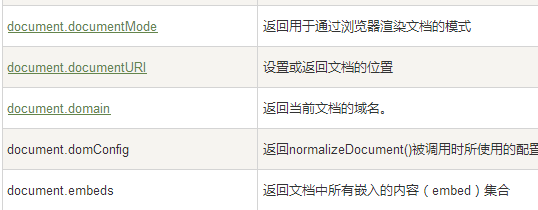 document.documentMode 返回用于通过浏览器渲染文档的模式
document.documentURI 设置或返回文档的位置
document.domain 返回当前文档的域名。
document.domConfig 返回normalizeDocument()被调用时所使用的配置
document.embeds 返回文档中所有嵌入的内容（embed）集合